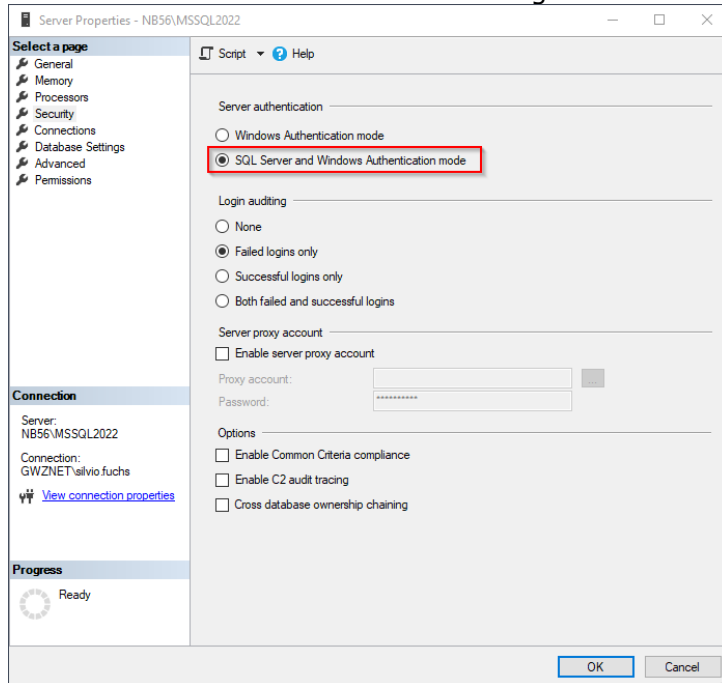 Server Properties - NB56\MSSQL2022
Select a page
General
Memory
Processors
Security
Connections
Database Settings
Advanced
Permissions
Script
Help
Server authentication
Windows Authentication mode
SQL Server and Windows Authentication mode
Login auditing
None
Failed logins only
Successful logins only
Both failed and successful logins
Server proxy account
Enable server proxy account
Proxy account:
...
Password:
**********
Options
Enable Common Criteria compliance
Enable C2 audit tracing
Cross database ownership chaining
Connection
Server:
NB56\MSSQL2022
Connection:
GWZNET\silvio.fuchs
View connection properties
Progress
Ready
OK
Cancel